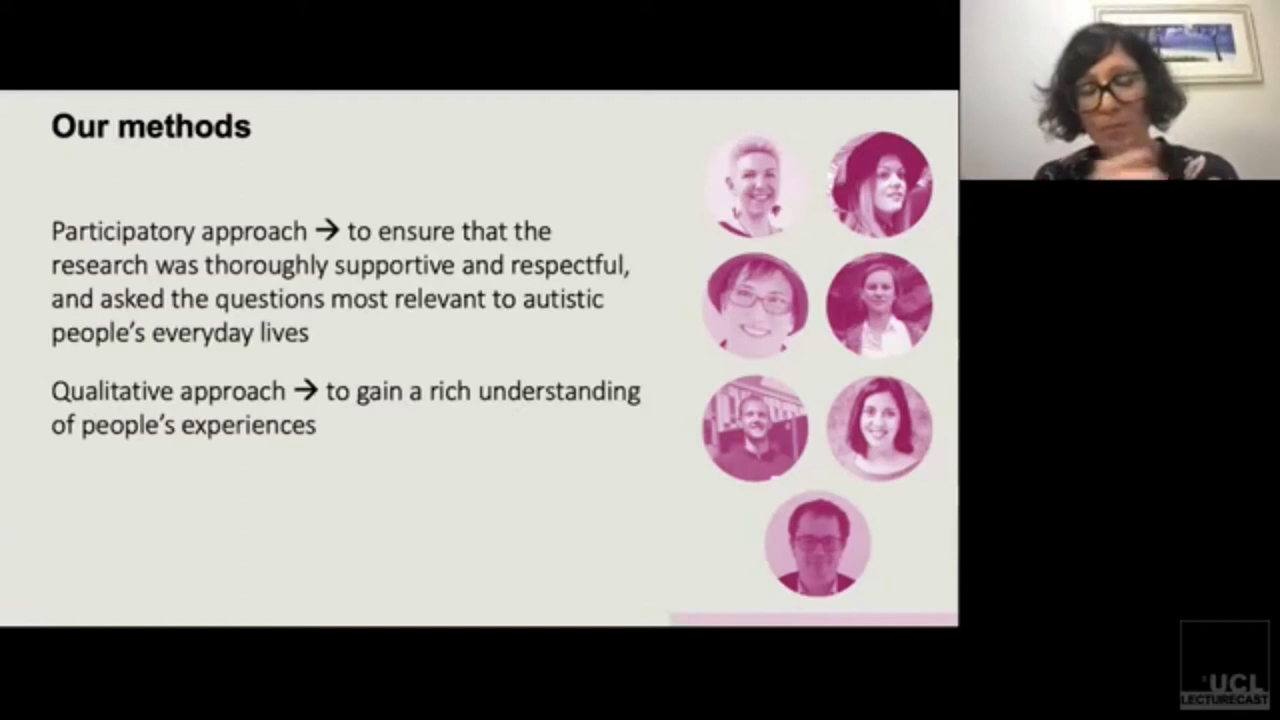 Our methods
Participatory approach → to ensure that the
research was thoroughly supportive and respectful,
and asked the questions most relevant to autistic
people’s everyday lives
Qualitative approach → to gain a rich understanding
of people’s experiences
UCL
LECTURECAST